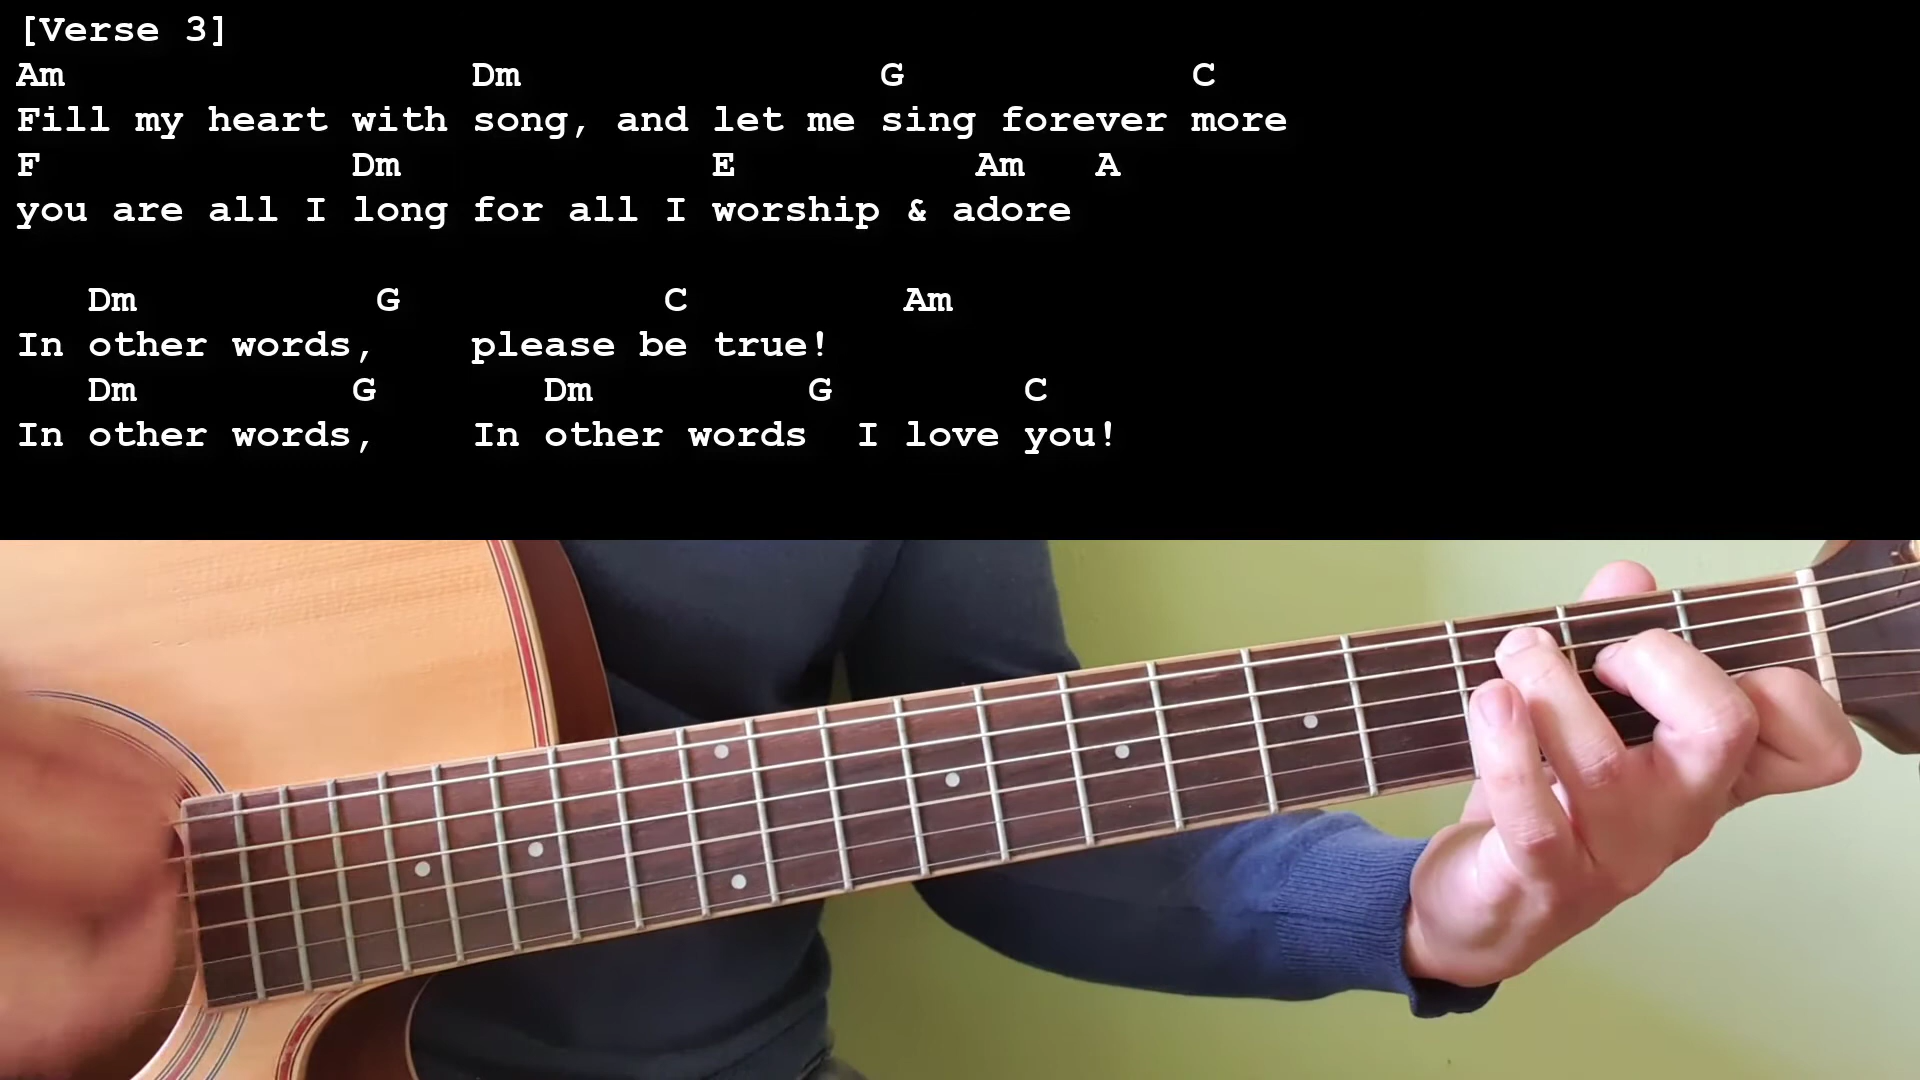 [Verse 3]
Am Dm G C
Fill my heart with song, and let me sing forever more
F Dm E Am A
you are all I long for all I worship & adore
Dm G C Am
In other words, please be true!
Dm G Dm G C
In other words, In other words I love you!